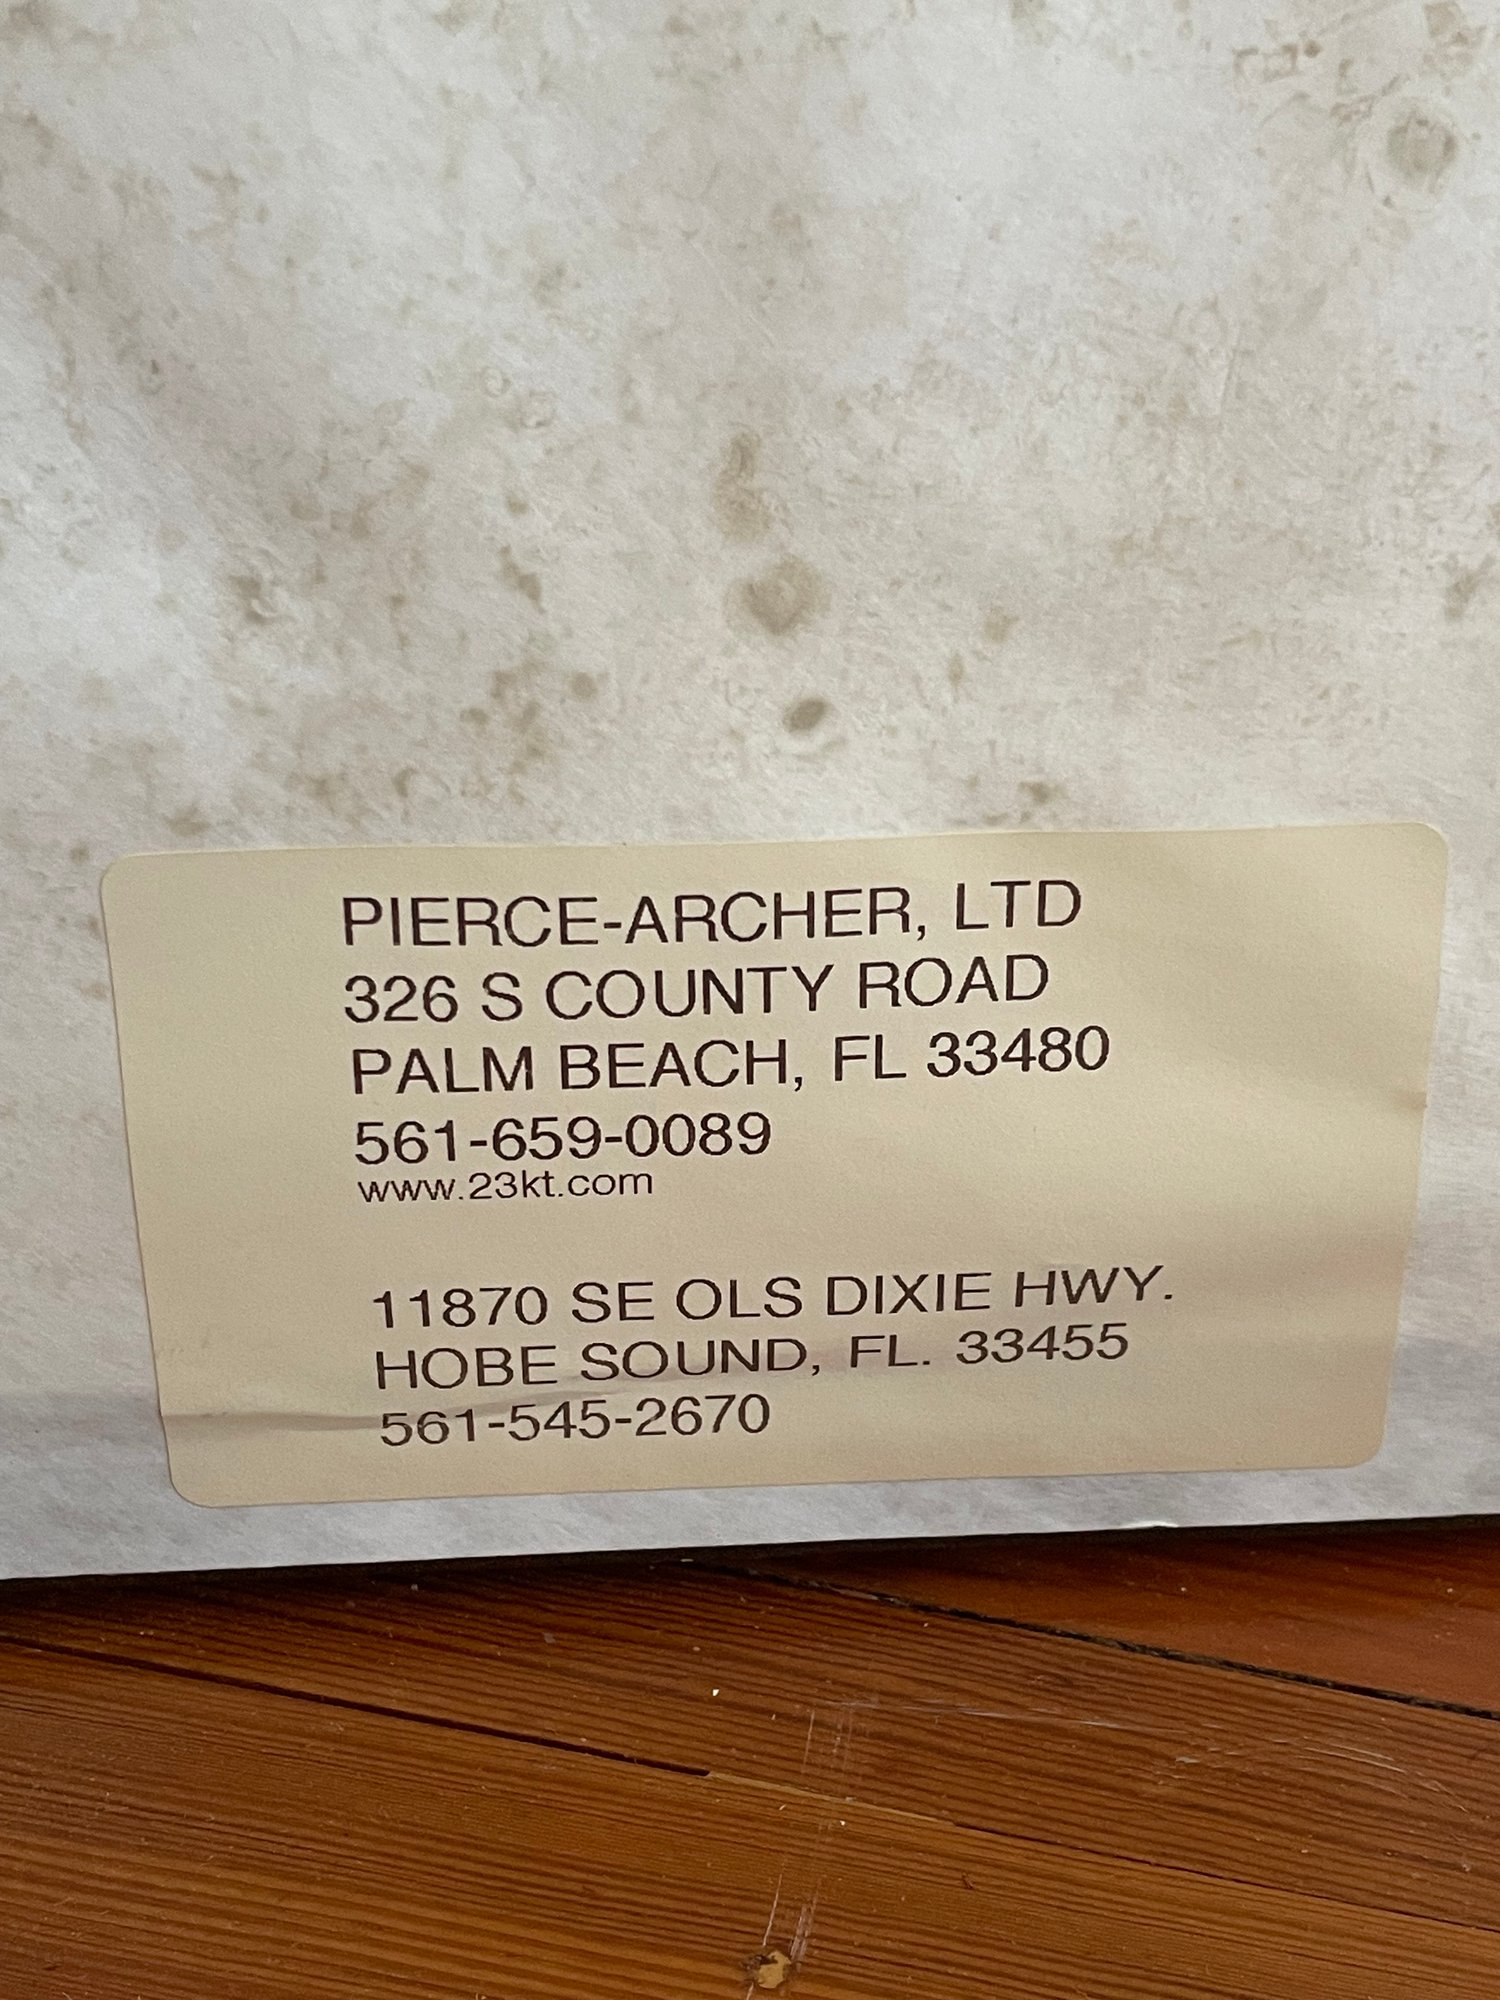 PIERCE-ARCHER, LTD
326 S COUNTY ROAD
PALM BEACH, FL 33480
561-659-0089
www.23kt.com
11870 SE OLS DIXIE HWY.
HOBE SOUND, FL. 33455
561-545-2670